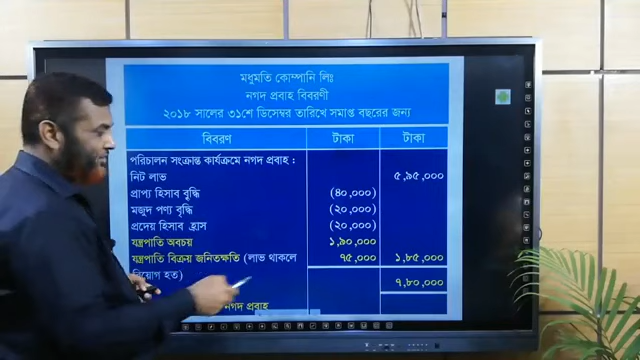 মধুমতি কোম্পানি লিঃ
নগদ প্রবাহ বিবরণী
২০১৮ সালের ৩১শে ডিসেম্বর তারিখে সমাপ্ত বছরের জন্য
বিবরণ টাকা টাকা
পরিচালন সংক্রান্ত কার্যক্রমে নগদ প্রবাহ :
নিট লাভ ৫,৯৫,০০০
প্রাপ্য হিসাব বৃদ্ধি (৪০,০০০)
মজুদ পণ্য বৃদ্ধি (২০,০০০)
প্রদেয় হিসাব হ্রাস (২০,০০০)
যন্ত্রপাতি অবচয় ১,৯০,০০০
যন্ত্রপাতি বিক্রয় জনিতক্ষতি (লাভ থাকলে ৭৫,০০০ ১,৮৫,০০০
বিয়োগ হত) ৭,৮০,০০০
নগদ প্রবাহ